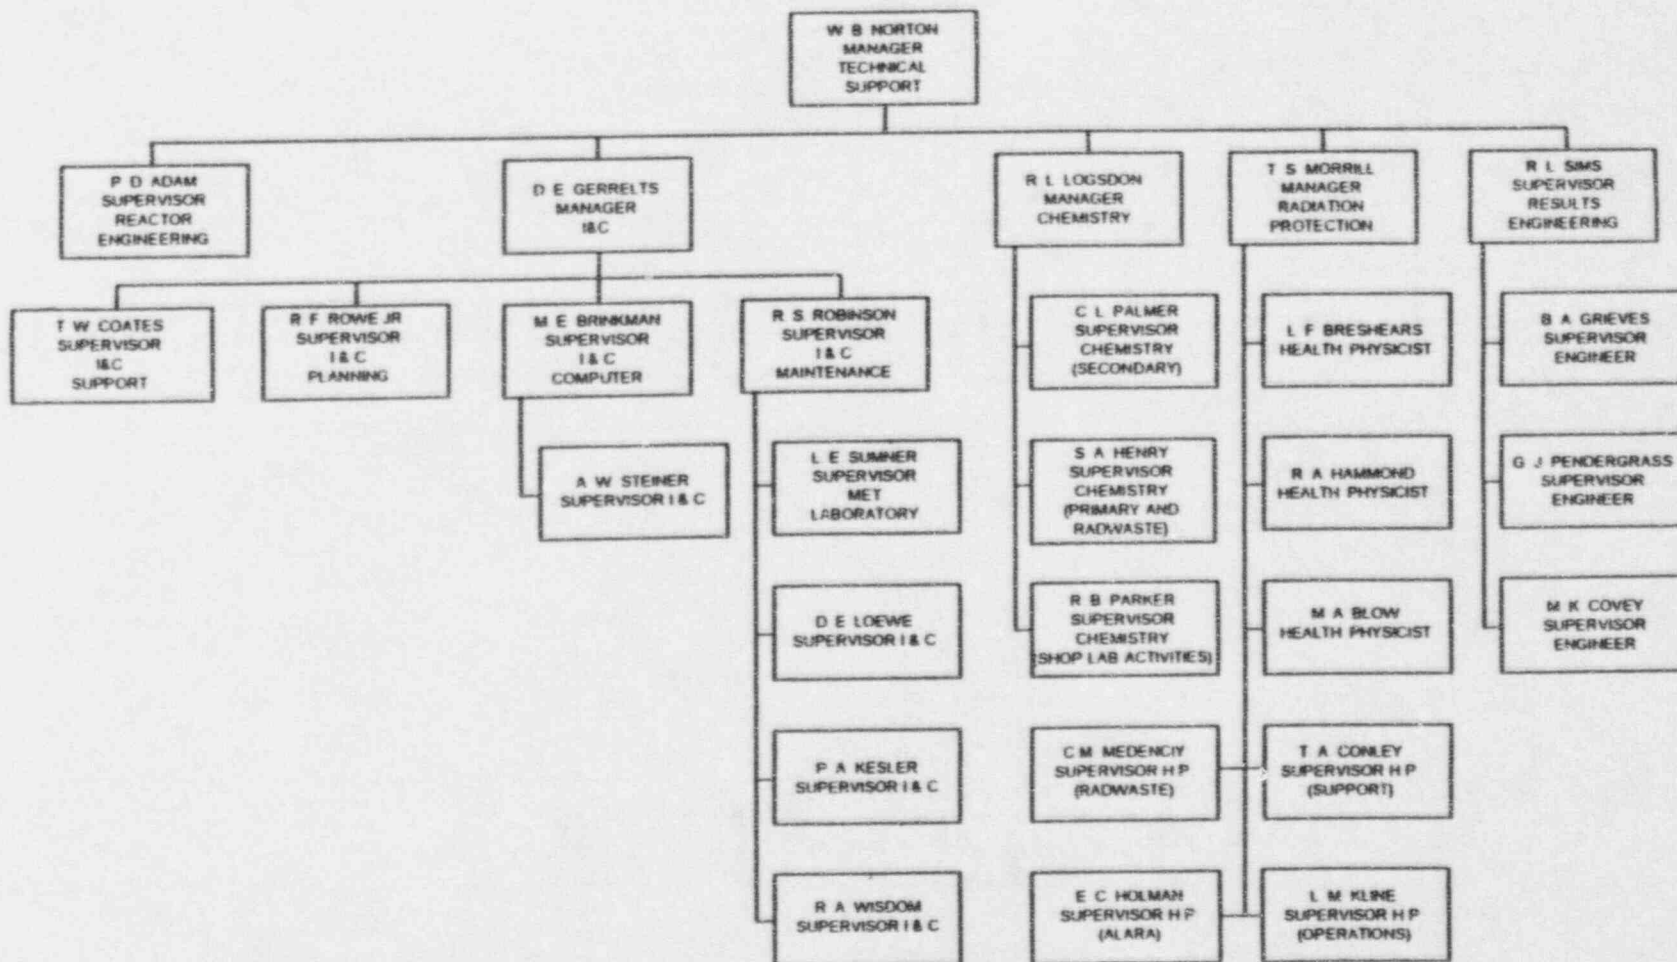 W B NORTON
MANAGER
TECHNICAL
SUPPORT
P D ADAM
SUPERVISOR
REACTOR
ENGINEERING
D E GERRELTS
MANAGER
I&C
R L LOGSDON
MANAGER
CHEMISTRY
T S MORRILL
MANAGER
RADIATION
PROTECTION
R L SIMS
SUPERVISOR
RESULTS
ENGINEERING
T W COATES
SUPERVISOR
I&C
SUPPORT
R F ROWE JR
SUPERVISOR
I & C
PLANNING
M E BRINKMAN
SUPERVISOR
I & C
COMPUTER
R S ROBINSON
SUPERVISOR
I & C
MAINTENANCE
C L PALMER
SUPERVISOR
CHEMISTRY
(SECONDARY)
L F BRESHEARS
HEALTH PHYSICIST
B A GRIEVES
SUPERVISOR
ENGINEER
A W STEINER
SUPERVISOR I & C
L E SUMNER
SUPERVISOR
MET
LABORATORY
S A HENRY
SUPERVISOR
CHEMISTRY
(PRIMARY AND
RADWASTE)
R A HAMMOND
HEALTH PHYSICIST
G J PENDERGRASS
SUPERVISOR
ENGINEER
D E LOEWE
SUPERVISOR I & C
R B PARKER
SUPERVISOR
CHEMISTRY
(SHOP LAB ACTIVITIES)
M A BLOW
HEALTH PHYSICIST
M K COVEY
SUPERVISOR
ENGINEER
P A KESLER
SUPERVISOR I & C
C M MEDENCIY
SUPERVISOR H P
(RADWASTE)
T A CONLEY
SUPERVISOR H P
(SUPPORT)
R A WISDOM
SUPERVISOR I & C
E C HOLMAN
SUPERVISOR H P
(ALARA)
L M KLINE
SUPERVISOR H P
(OPERATIONS)